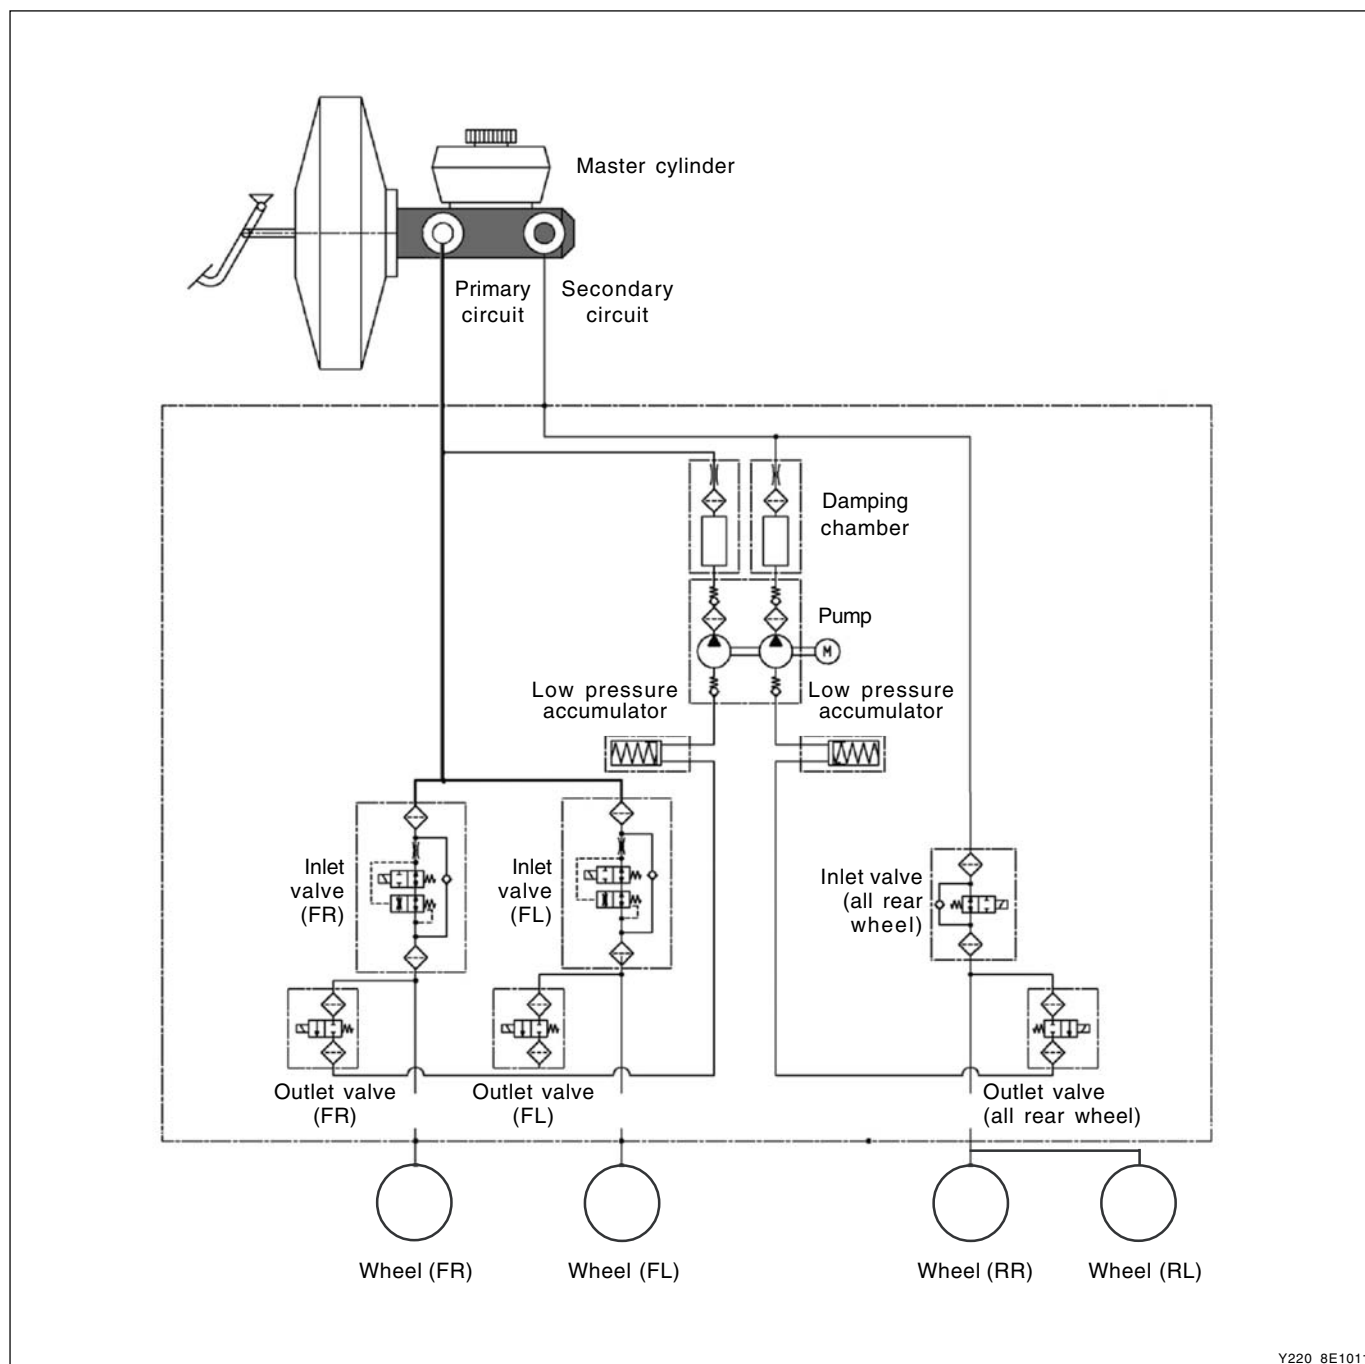 Master cylinder
Primary
circuit
Secondary
circuit
Damping
chamber
Pump
M
Low pressure
accumulator
Low pressure
accumulator
Inlet
valve
(FR)
Inlet
valve
(FL)
Inlet valve
(all rear
wheel)
Outlet valve
(FR)
Outlet valve
(FL)
Outlet valve
(all rear wheel)
Wheel (FR)
Wheel (FL)
Wheel (RR)
Wheel (RL)
Y220_8E1011